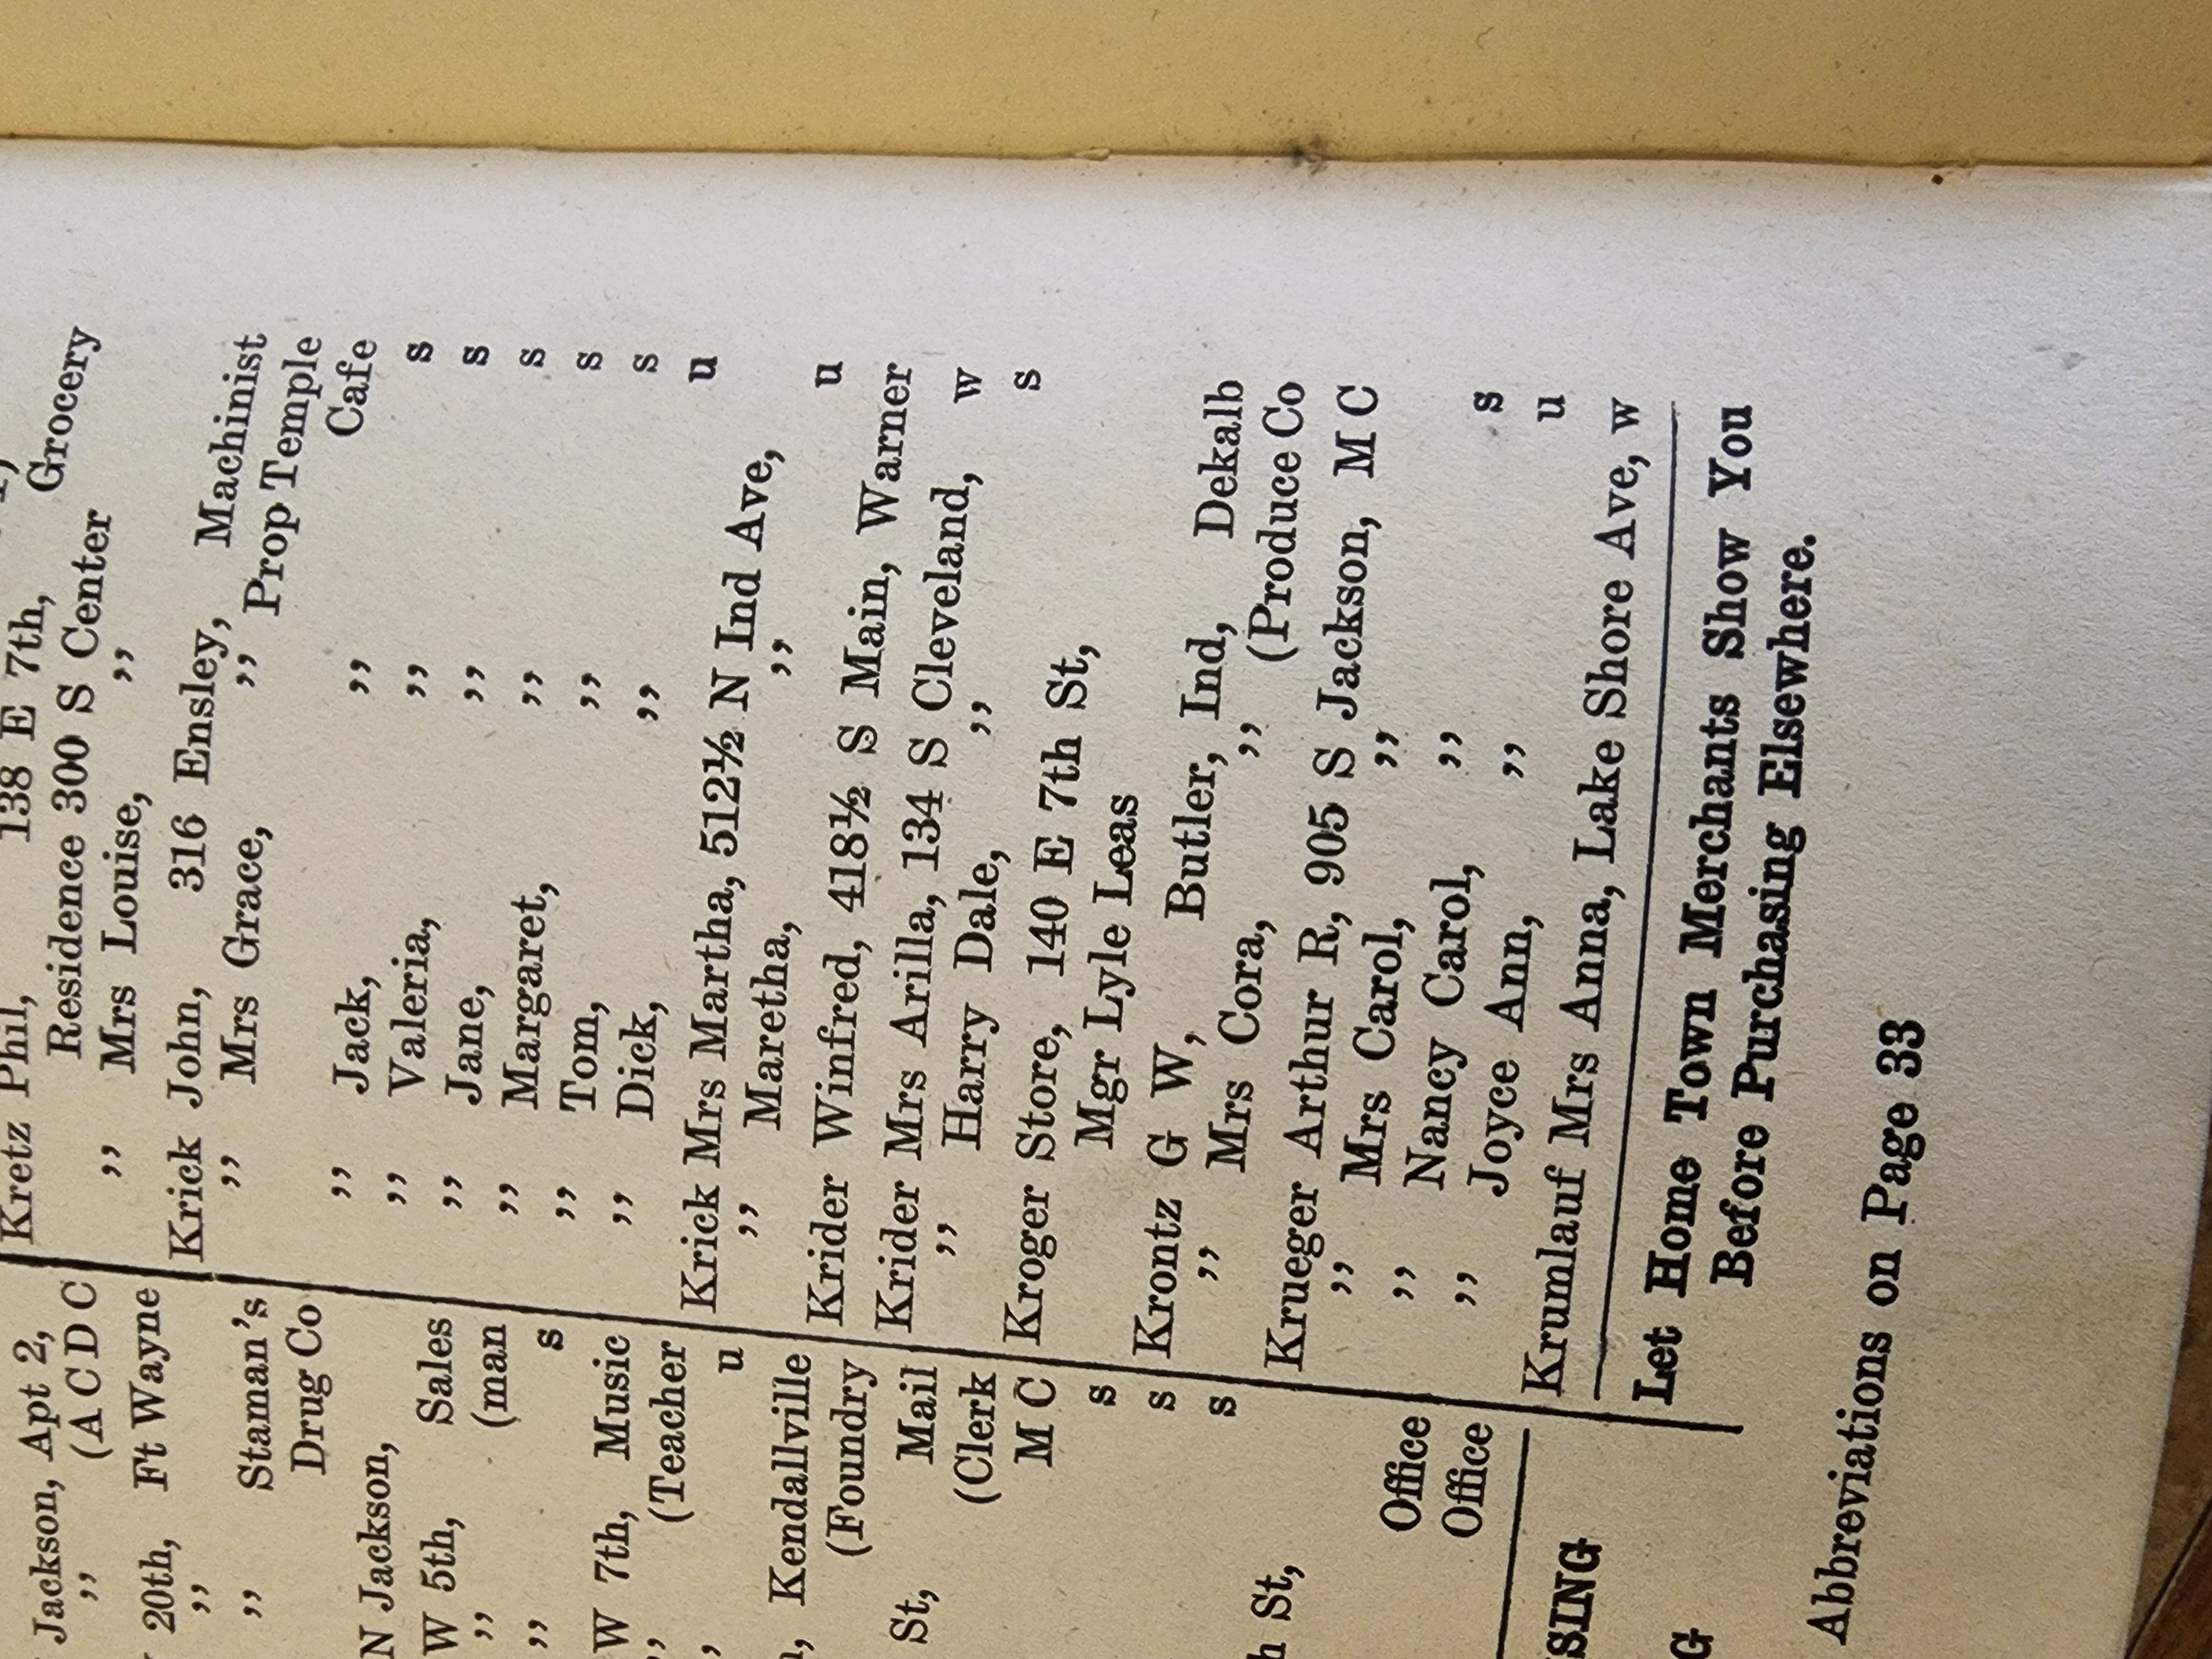 Jackson, Apt 2,
,, (A C D C
20th, Ft Wayne
,,
,, Staman's
Drug Co
N Jackson,
W 5th, Sales
,, (man
,, s
W 7th, Music
,, (Teacher
, u
, Kendallville
(Foundry
St, Mail
(Clerk
M C
s
s
s
h St,
Office
Office
SING
G
Kretz Phil, 138 E 7th,
Grocery
Residence 300 S Center
,, Mrs Louise, ,,
Krick John, 316 Ensley, Machinist
,, Mrs Grace, ,, Prop Temple
Cafe
,, Jack, ,,
,, Valeria, ,, s
,, Jane, ,, s
,, Margaret, ,, s
,, Tom, ,, s
,, Dick, ,, s
Krick Mrs Martha, 512½ N Ind Ave, u
,, Maretha, ,,
Krider Winfred, 418½ S Main, Warner u
Krider Mrs Arilla, 134 S Cleveland, w
,, Harry Dale, ,, s
Kroger Store, 140 E 7th St,
Mgr Lyle Leas
Krontz G W, Butler, Ind, Dekalb
,, Mrs Cora, ,, (Produce Co
Krueger Arthur R, 905 S Jackson, M C
,, Mrs Carol, ,,
,, Nancy Carol, ,, s
,, Joyce Ann, ,, u
Krumlauf Mrs Anna, Lake Shore Ave, w
Let Home Town Merchants Show You
Before Purchasing Elsewhere.
Abbreviations on Page 33